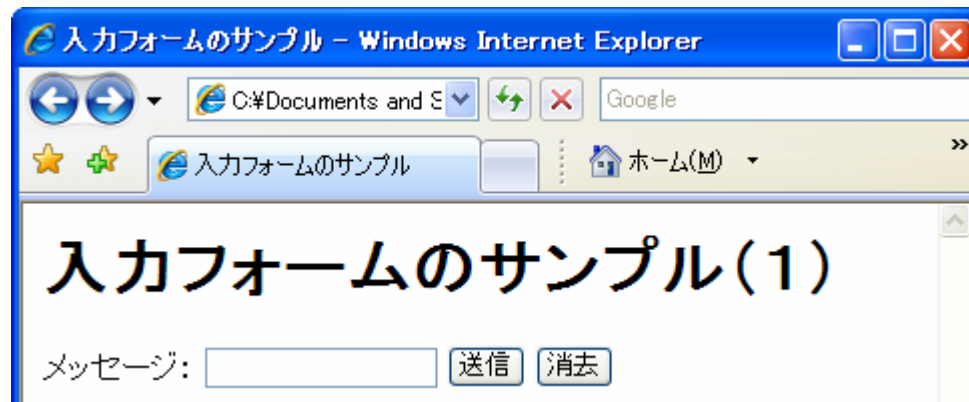 入力フォームのサンプル - Windows Internet Explorer
C:¥Documents and S
Google
入力フォームのサンプル
ホーム(M)
»
入力フォームのサンプル(1)
メッセージ: 送信 消去